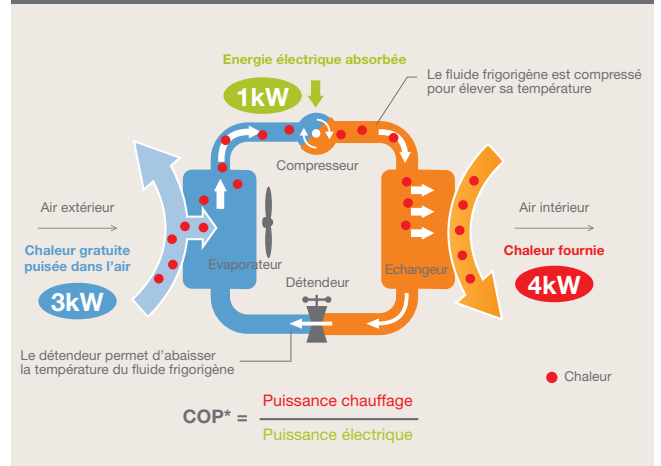 Energie électrique absorbée
1kW
Le fluide frigorigène est compressé
pour élever sa température
Compresseur
Air extérieur
Chaleur gratuite
puisée dans l'air
3kW
Evaporateur
Détendeur
Echangeur
Air intérieur
Chaleur fournie
4kW
Le détendeur permet d'abaisser
la température du fluide frigorigène
Chaleur
COP* =
Puissance chauffage
Puissance électrique